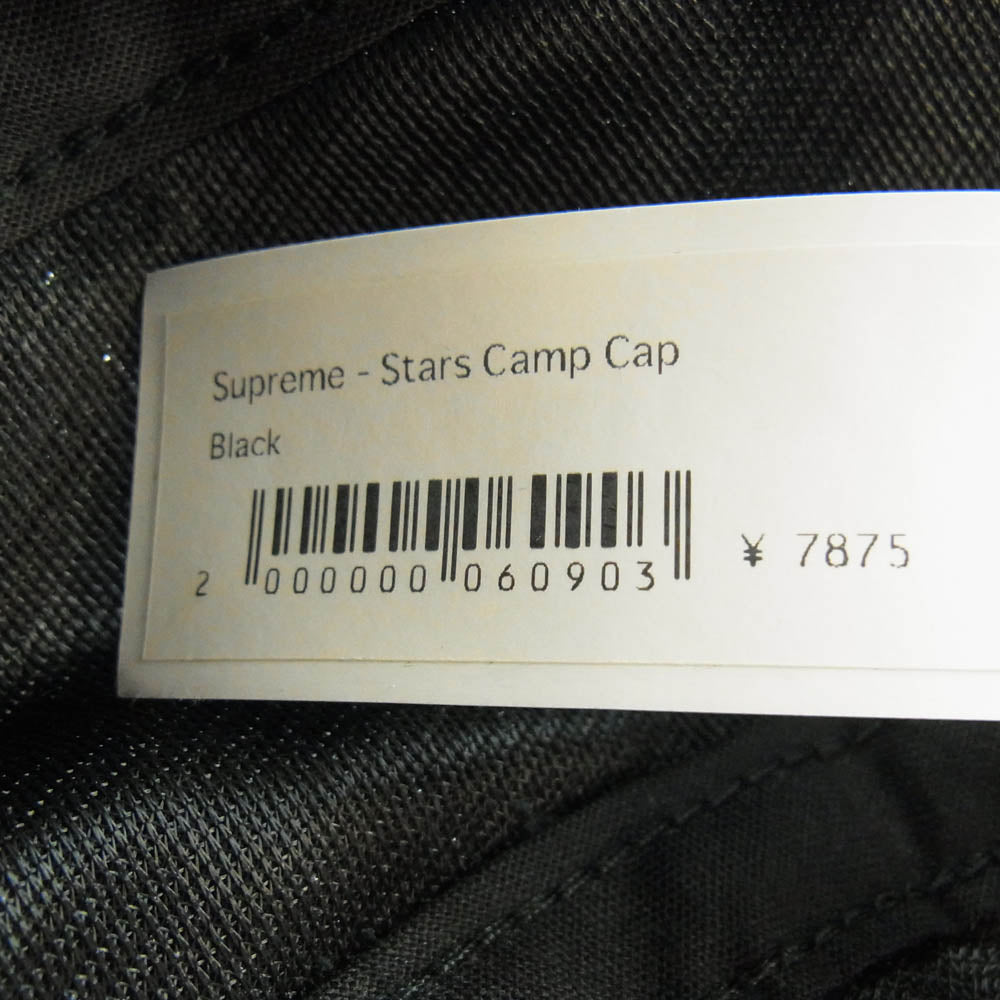 Supreme - Stars Camp Cap
Black
2 000000 060903
¥ 7875